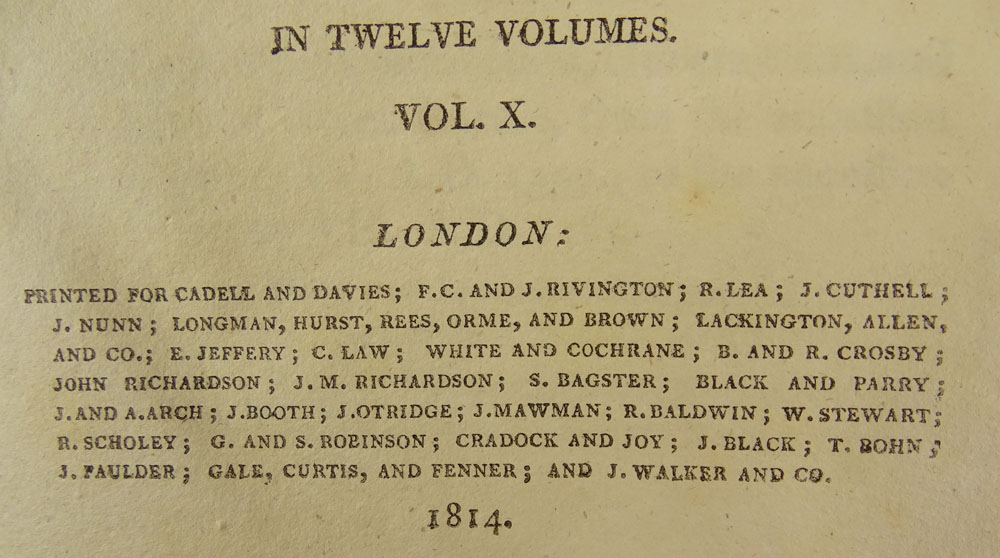 IN TWELVE VOLUMES.
VOL. X.
LONDON:
PRINTED FOR CADELL AND DAVIES; F.C. AND J. RIVINGTON; R. LEA; J. CUTHELL;
J. NUNN; LONGMAN, HURST, REES, ORME, AND BROWN; LACKINGTON, ALLEN,
AND CO.; E. JEFFERY; C. LAW; WHITE AND COCHRANE; B. AND R. CROSBY;
JOHN RICHARDSON; J. M. RICHARDSON; S. BAGSTER; BLACK AND PARRY;
J. AND A. ARCH; J. BOOTH; J. OTRIDGE; J. MAWMAN; R. BALDWIN; W. STEWART;
R. SCHOLEY; G. AND S. ROBINSON; CRADOCK AND JOY; J. BLACK; T. BOHN;
J. FAULDER; GALE, CURTIS, AND FENNER; AND J. WALKER AND CO.
1814.